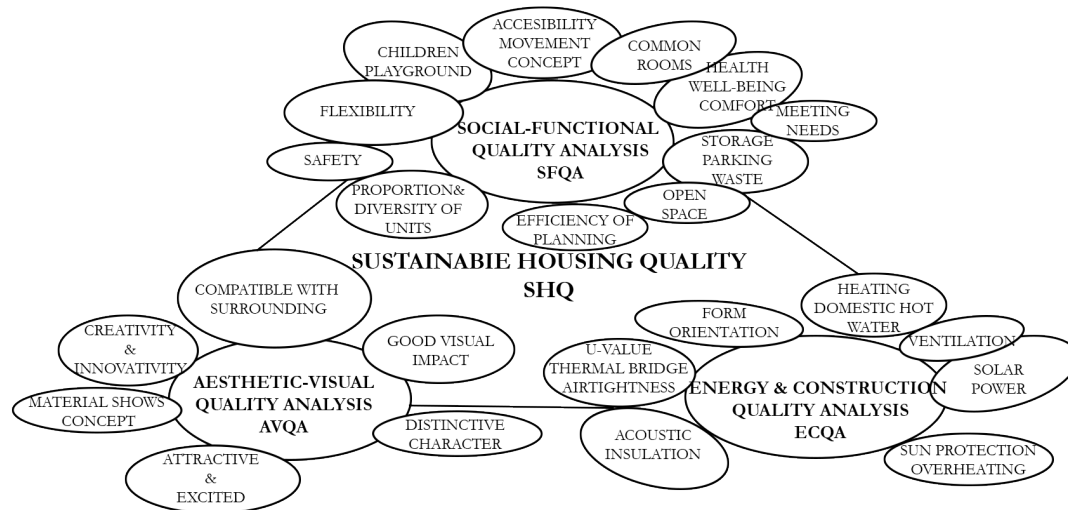 ACCESIBILITY
MOVEMENT
CONCEPT
CHILDREN
PLAYGROUND
COMMON
ROOMS
HEALTH
WELL-BEING
COMFORT
FLEXIBILITY
MEETING
NEEDS
SOCIAL-FUNCTIONAL
QUALITY ANALYSIS
SFQA
STORAGE
PARKING
WASTE
SAFETY
PROPORTION&
DIVERSITY OF
UNITS
OPEN
SPACE
EFFICIENCY OF
PLANNING
SUSTAINABIE HOUSING QUALITY
SHQ
COMPATIBLE WITH
SURROUNDING
CREATIVITY
&
INNOVATIVITY
GOOD VISUAL
IMPACT
AESTHETIC-VISUAL
QUALITY ANALYSIS
AVQA
MATERIAL SHOWS
CONCEPT
DISTINCTIVE
CHARACTER
ATTRACTIVE
&
EXCITED
FORM
ORIENTATION
HEATING
DOMESTIC HOT
WATER
VENTILATION
U-VALUE
THERMAL BRIDGE
AIRTIGHTNESS
SOLAR
POWER
ENERGY & CONSTRUCTION
QUALITY ANALYSIS
ECQA
ACOUSTIC
INSULATION
SUN PROTECTION
OVERHEATING